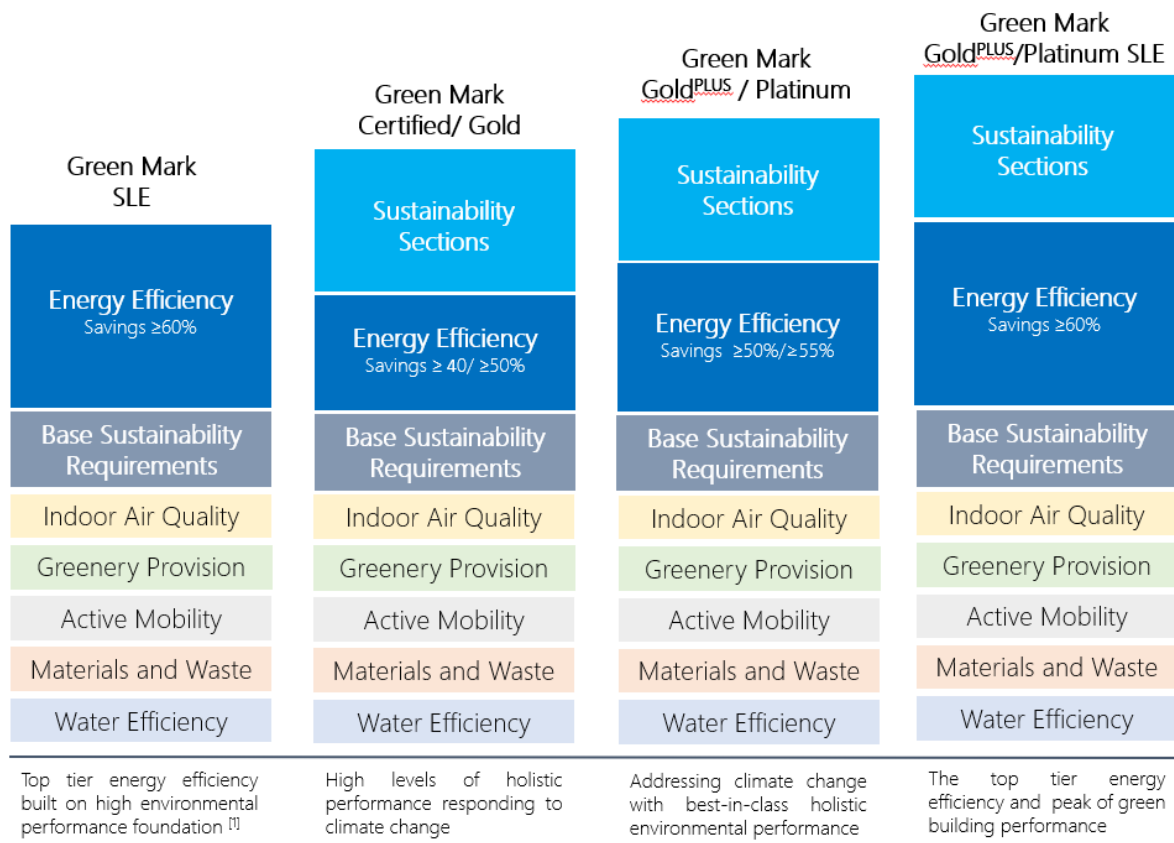 Green Mark
SLE
Energy Efficiency
Savings ≥60%
Base Sustainability
Requirements
Indoor Air Quality
Greenery Provision
Active Mobility
Materials and Waste
Water Efficiency
Top tier energy efficiency
built on high environmental
performance foundation [1]
Green Mark
Certified/ Gold
Sustainability
Sections
Energy Efficiency
Savings ≥ 40/ ≥50%
Base Sustainability
Requirements
Indoor Air Quality
Greenery Provision
Active Mobility
Materials and Waste
Water Efficiency
High levels of holistic
performance responding to
climate change
Green Mark
GoldPLUS / Platinum
Sustainability
Sections
Energy Efficiency
Savings ≥50%/≥55%
Base Sustainability
Requirements
Indoor Air Quality
Greenery Provision
Active Mobility
Materials and Waste
Water Efficiency
Addressing climate change
with best-in-class holistic
environmental performance
Green Mark
GoldPLUS/Platinum SLE
Sustainability
Sections
Energy Efficiency
Savings ≥60%
Base Sustainability
Requirements
Indoor Air Quality
Greenery Provision
Active Mobility
Materials and Waste
Water Efficiency
The top tier energy
efficiency and peak of green
building performance